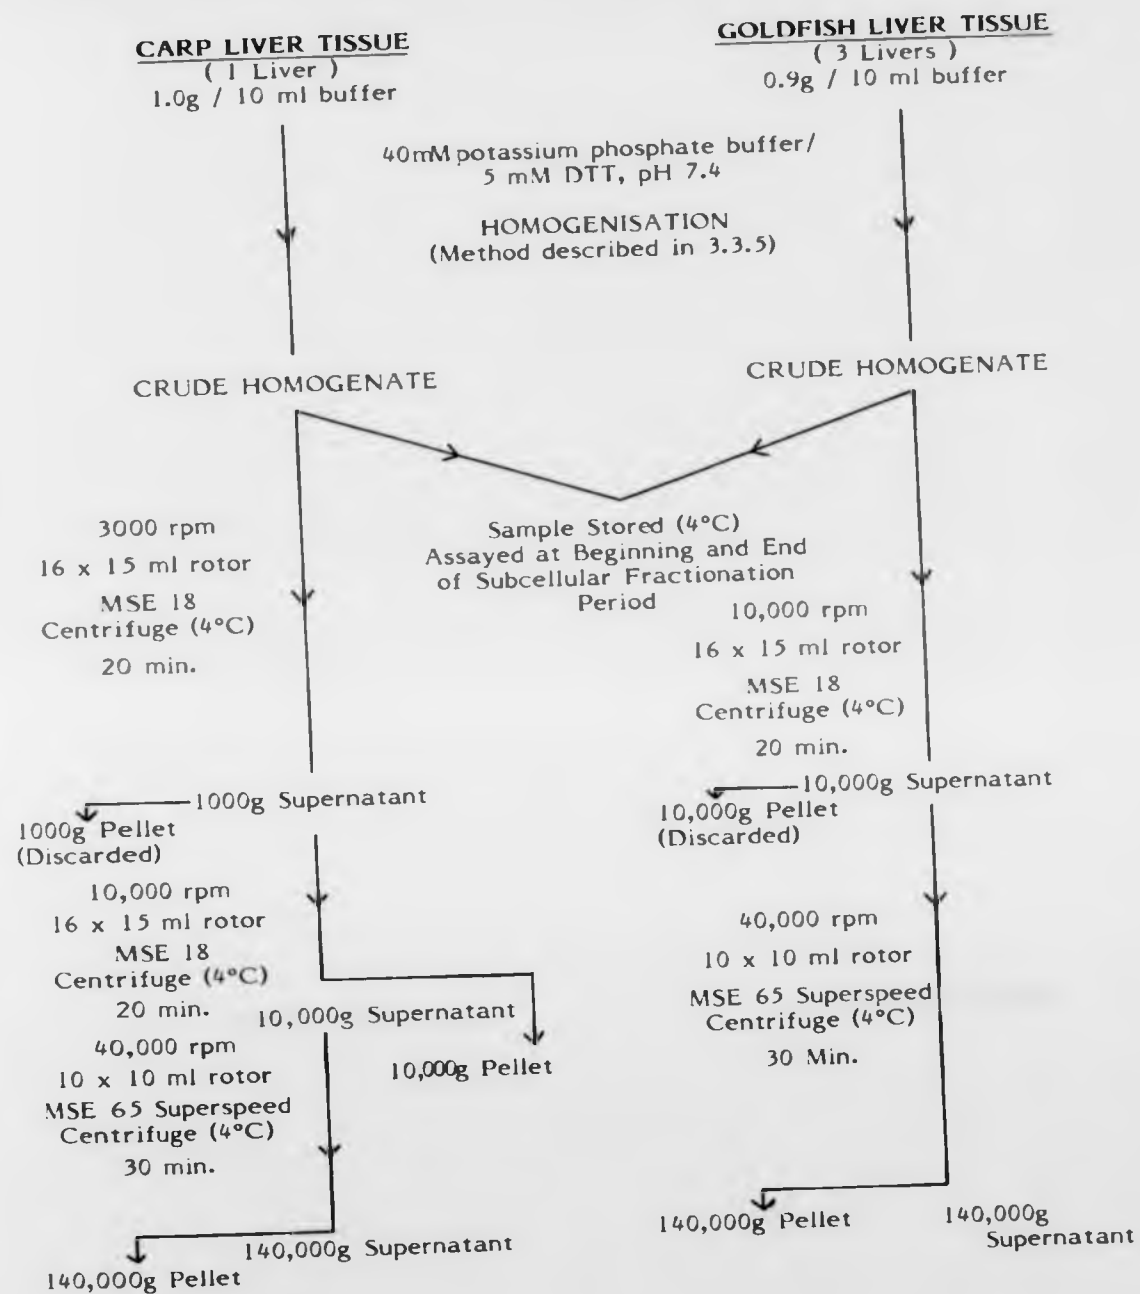 CARP LIVER TISSUE
( 1 Liver )
1.0g / 10 ml buffer
GOLDFISH LIVER TISSUE
( 3 Livers )
0.9g / 10 ml buffer
40mM potassium phosphate buffer/
5 mM DTT, pH 7.4
HOMOGENISATION
(Method described in 3.3.5)
CRUDE HOMOGENATE
CRUDE HOMOGENATE
Sample Stored (4°C)
Assayed at Beginning and End
of Subcellular Fractionation
Period
3000 rpm
16 x 15 ml rotor
MSE 18
Centrifuge (4°C)
20 min.
1000g Supernatant
1000g Pellet
(Discarded)
10,000 rpm
16 x 15 ml rotor
MSE 18
Centrifuge (4°C)
20 min.
10,000g Supernatant
10,000g Pellet
40,000 rpm
10 x 10 ml rotor
MSE 65 Superspeed
Centrifuge (4°C)
30 min.
140,000g Supernatant
140,000g Pellet
10,000 rpm
16 x 15 ml rotor
MSE 18
Centrifuge (4°C)
20 min.
10,000g Supernatant
10,000g Pellet
(Discarded)
40,000 rpm
10 x 10 ml rotor
MSE 65 Superspeed
Centrifuge (4°C)
30 Min.
140,000g Pellet
140,000g
Supernatant